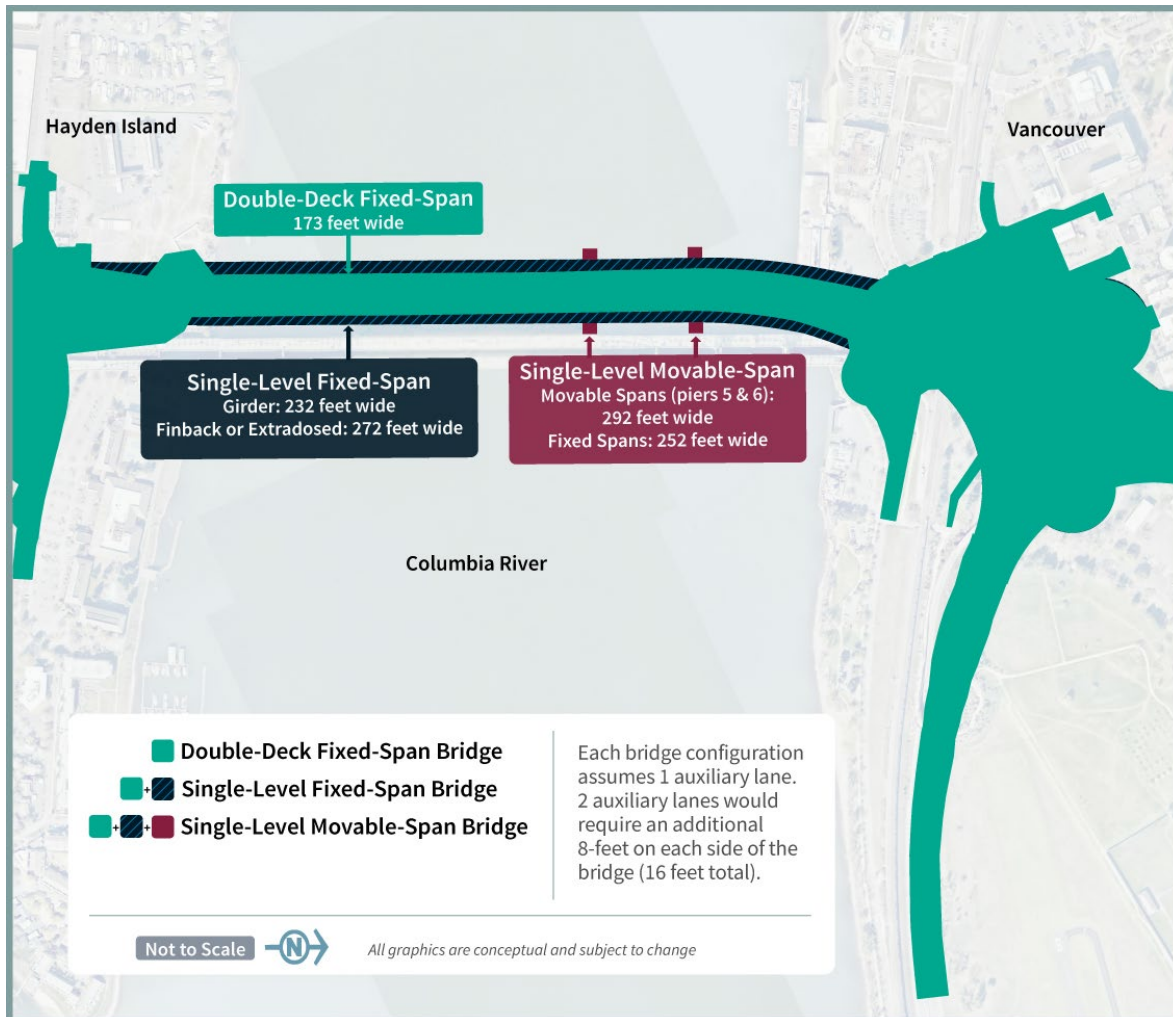 Hayden Island
Vancouver
Double-Deck Fixed-Span
173 feet wide
Single-Level Fixed-Span
Girder: 232 feet wide
Finback or Extradosed: 272 feet wide
Single-Level Movable-Span
Movable Spans (piers 5 & 6):
292 feet wide
Fixed Spans: 252 feet wide
Columbia River
Double-Deck Fixed-Span Bridge
+ Single-Level Fixed-Span Bridge
+ + Single-Level Movable-Span Bridge
Each bridge configuration
assumes 1 auxiliary lane.
2 auxiliary lanes would
require an additional
8-feet on each side of the
bridge (16 feet total).
Not to Scale
N
All graphics are conceptual and subject to change